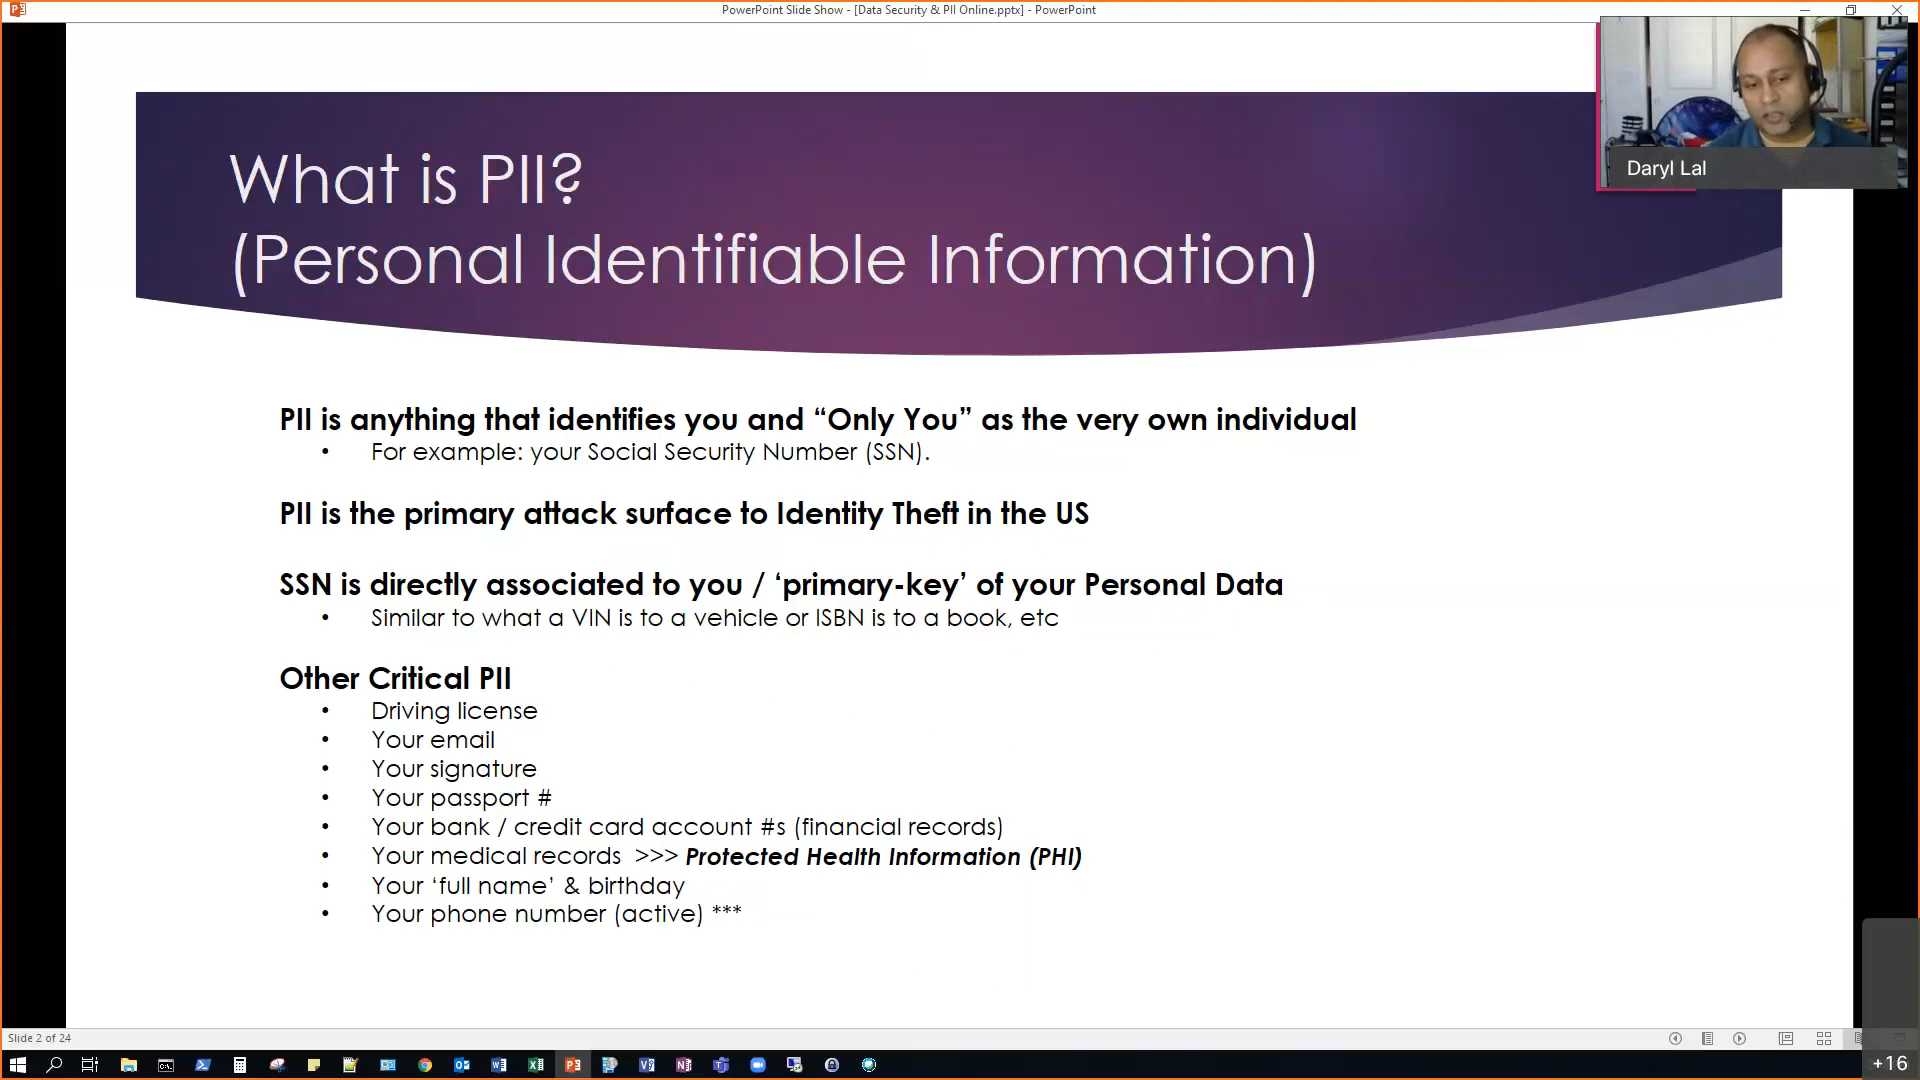 PowerPoint Slide Show - [Data Security & PII Online.pptx] - PowerPoint
Daryl Lal
What is PII?
(Personal Identifiable Information)
PII is anything that identifies you and “Only You” as the very own individual
• For example: your Social Security Number (SSN).
PII is the primary attack surface to Identity Theft in the US
SSN is directly associated to you / ‘primary-key’ of your Personal Data
• Similar to what a VIN is to a vehicle or ISBN is to a book, etc
Other Critical PII
• Driving license
• Your email
• Your signature
• Your passport #
• Your bank / credit card account #s (financial records)
• Your medical records >>> Protected Health Information (PHI)
• Your ‘full name’ & birthday
• Your phone number (active) ***
Slide 2 of 24
+16